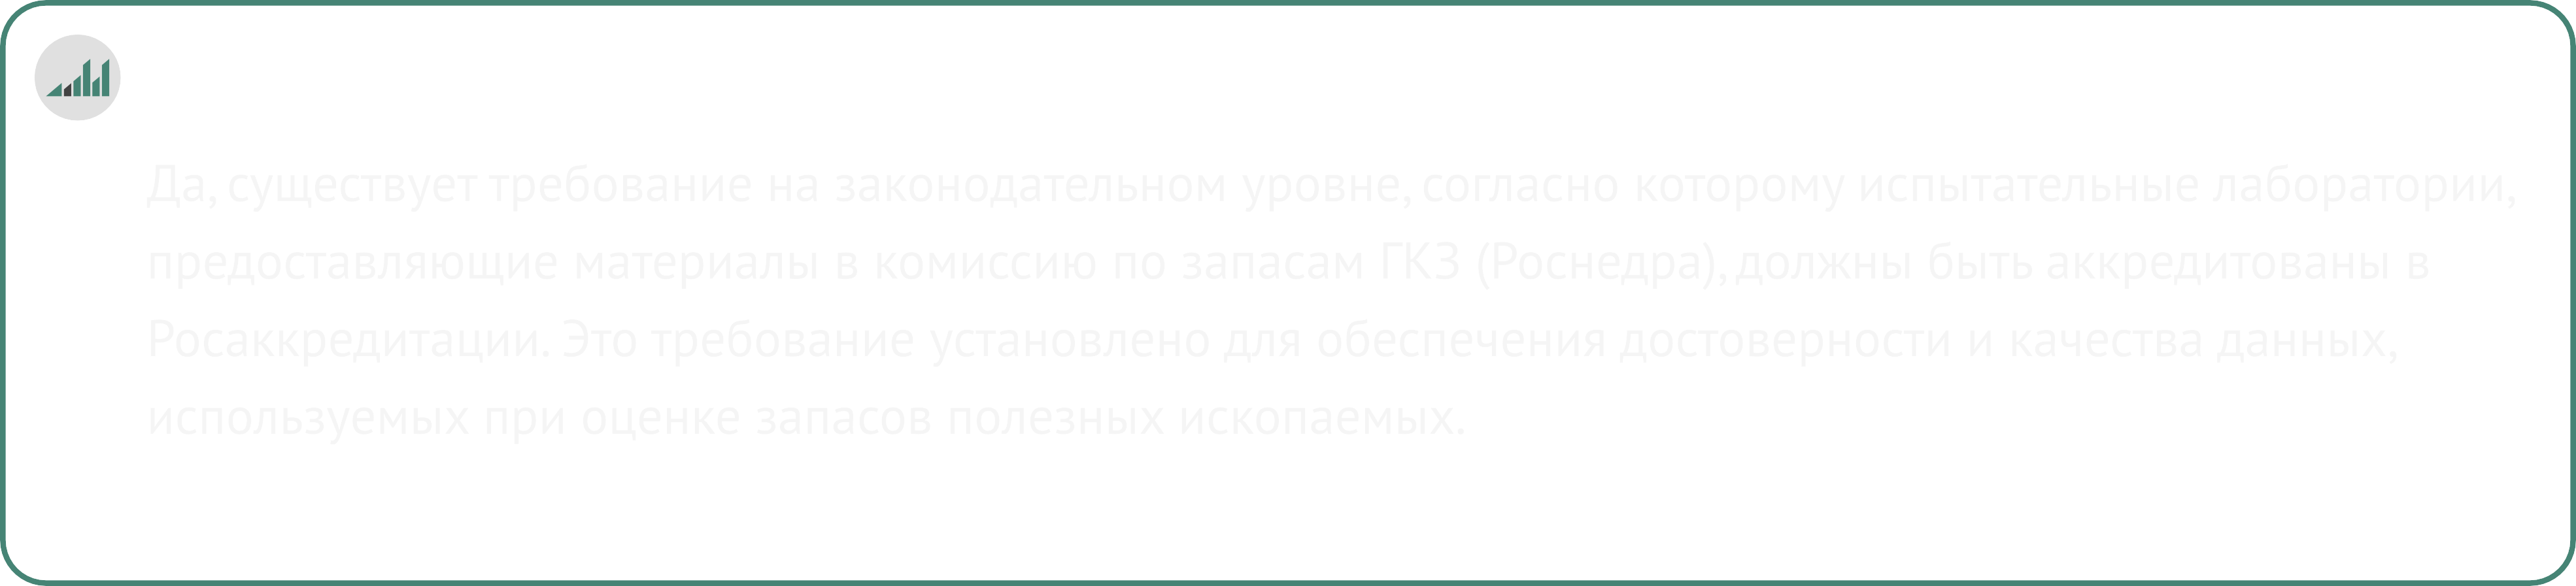 Да, существует требование на законодательном уровне, согласно которому испытательные лаборатории,
предоставляющие материалы в комиссию по запасам ГКЗ (Роснедра), должны быть аккредитованы в
Росаккредитации. Это требование установлено для обеспечения достоверности и качества данных,
используемых при оценке запасов полезных ископаемых.